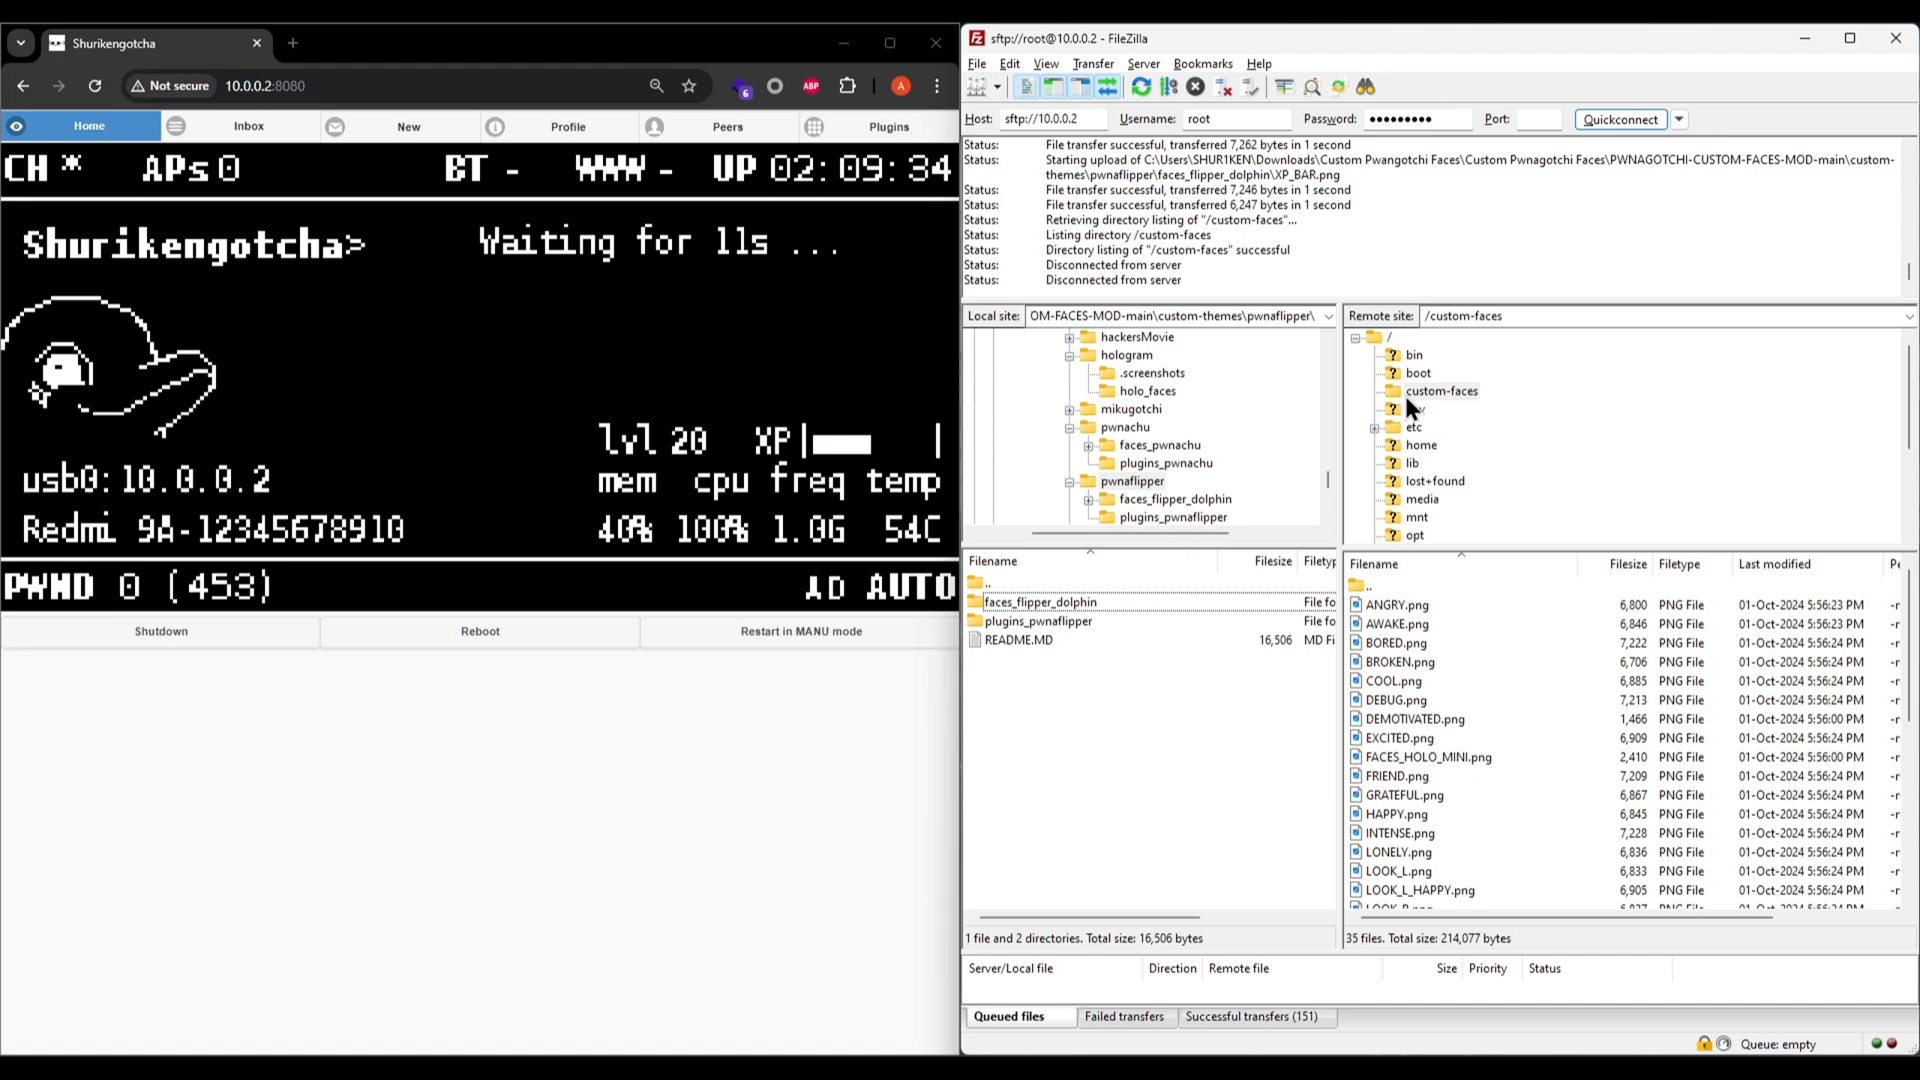 Shurikengotcha
Not secure
10.0.0.2:8080
6
ABP
A
Home
Inbox
New
Profile
Peers
Plugins
CH * APs 0 BT - WWW - UP 02:09:34
Shurikengotcha>
Waiting for 11s ...
lvl 20 XP
usb0:10.0.0.2
mem cpu freq temp
Redmi 9A-12345678910
40% 100% 1.0G 54C
PWND 0 (453)
AD AUTO
Shutdown
Reboot
Restart in MANU mode
sftp://root@10.0.0.2 - FileZilla
File Edit View Transfer Server Bookmarks Help
Host: sftp://10.0.0.2 Username: root Password: ●●●●●●●●● Port: Quickconnect
Status: File transfer successful, transferred 7,262 bytes in 1 second
Status: Starting upload of C:\Users\SHUR1KEN\Downloads\Custom Pwangotchi Faces\Custom Pwnagotchi Faces\PWNAGOTCHI-CUSTOM-FACES-MOD-main\custom-
themes\pwnaflipper\faces_flipper_dolphin\XP_BAR.png
Status: File transfer successful, transferred 7,246 bytes in 1 second
Status: File transfer successful, transferred 6,247 bytes in 1 second
Status: Retrieving directory listing of "/custom-faces"...
Status: Listing directory /custom-faces
Status: Directory listing of "/custom-faces" successful
Status: Disconnected from server
Status: Disconnected from server
Local site: OM-FACES-MOD-main\custom-themes\pwnaflipper\
hackersMovie
hologram
.screenshots
holo_faces
mikugotchi
pwnachu
faces_pwnachu
plugins_pwnachu
pwnaflipper
faces_flipper_dolphin
plugins_pwnaflipper
Remote site: /custom-faces
/
bin
boot
custom-faces
etc
home
lib
lost+found
media
mnt
opt
Filename Filesize Filetyp
..
faces_flipper_dolphin File fo
plugins_pwnaflipper File fo
README.MD 16,506 MD Fi
1 file and 2 directories. Total size: 16,506 bytes
Filename Filesize Filetype Last modified Pe
..
ANGRY.png 6,800 PNG File 01-Oct-2024 5:56:23 PM -r
AWAKE.png 6,846 PNG File 01-Oct-2024 5:56:23 PM -r
BORED.png 7,222 PNG File 01-Oct-2024 5:56:24 PM -r
BROKEN.png 6,706 PNG File 01-Oct-2024 5:56:24 PM -r
COOL.png 6,885 PNG File 01-Oct-2024 5:56:24 PM -r
DEBUG.png 7,213 PNG File 01-Oct-2024 5:56:24 PM -r
DEMOTIVATED.png 1,466 PNG File 01-Oct-2024 5:56:00 PM -r
EXCITED.png 6,909 PNG File 01-Oct-2024 5:56:24 PM -r
FACES_HOLO_MINI.png 2,410 PNG File 01-Oct-2024 5:56:00 PM -r
FRIEND.png 7,209 PNG File 01-Oct-2024 5:56:24 PM -r
GRATEFUL.png 6,867 PNG File 01-Oct-2024 5:56:24 PM -r
HAPPY.png 6,845 PNG File 01-Oct-2024 5:56:24 PM -r
INTENSE.png 7,228 PNG File 01-Oct-2024 5:56:24 PM -r
LONELY.png 6,836 PNG File 01-Oct-2024 5:56:24 PM -r
LOOK_L.png 6,833 PNG File 01-Oct-2024 5:56:24 PM -r
LOOK_L_HAPPY.png 6,905 PNG File 01-Oct-2024 5:56:24 PM -r
35 files. Total size: 214,077 bytes
Server/Local file Direction Remote file Size Priority Status
Queued files Failed transfers Successful transfers (151)
Queue: empty